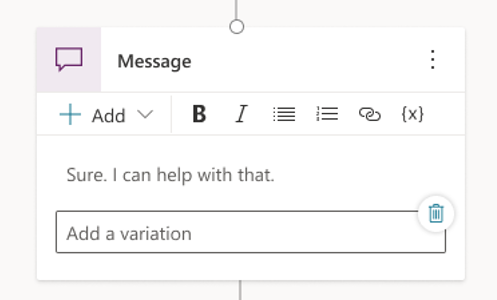 Message
Add B I {x}
Sure. I can help with that.
Add a variation